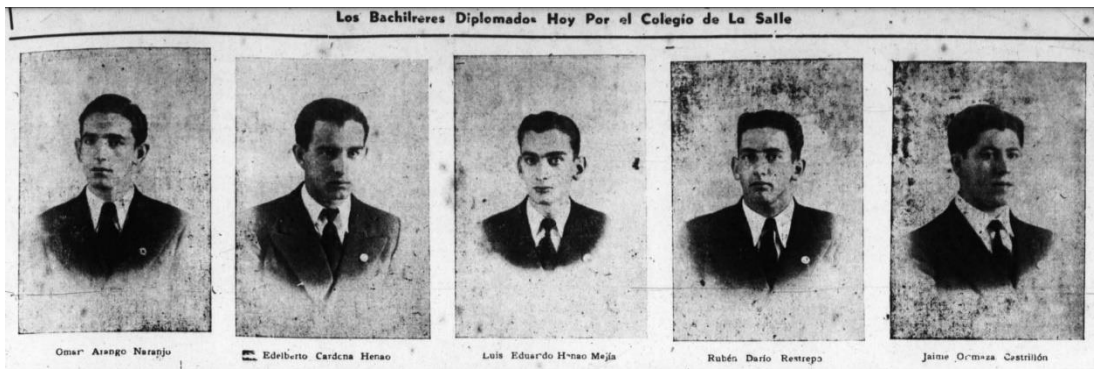 Los Bachilreres Diplomados Hoy Por el Colegio de La Salle
Omar Arango Naranjo
Edelberto Cardona Henao
Luis Eduardo Henao Mejía
Rubén Darío Restrepo
Jaime Ormaza Castrillón